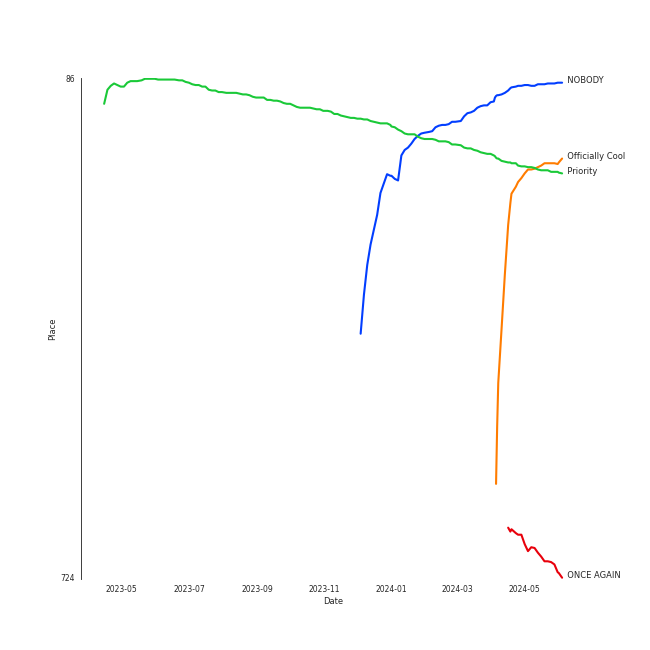 86
NOBODY
Officially Cool
Priority
Place
ONCE AGAIN
724
2023-05 2023-07 2023-09 2023-11 2024-01 2024-03 2024-05
Date